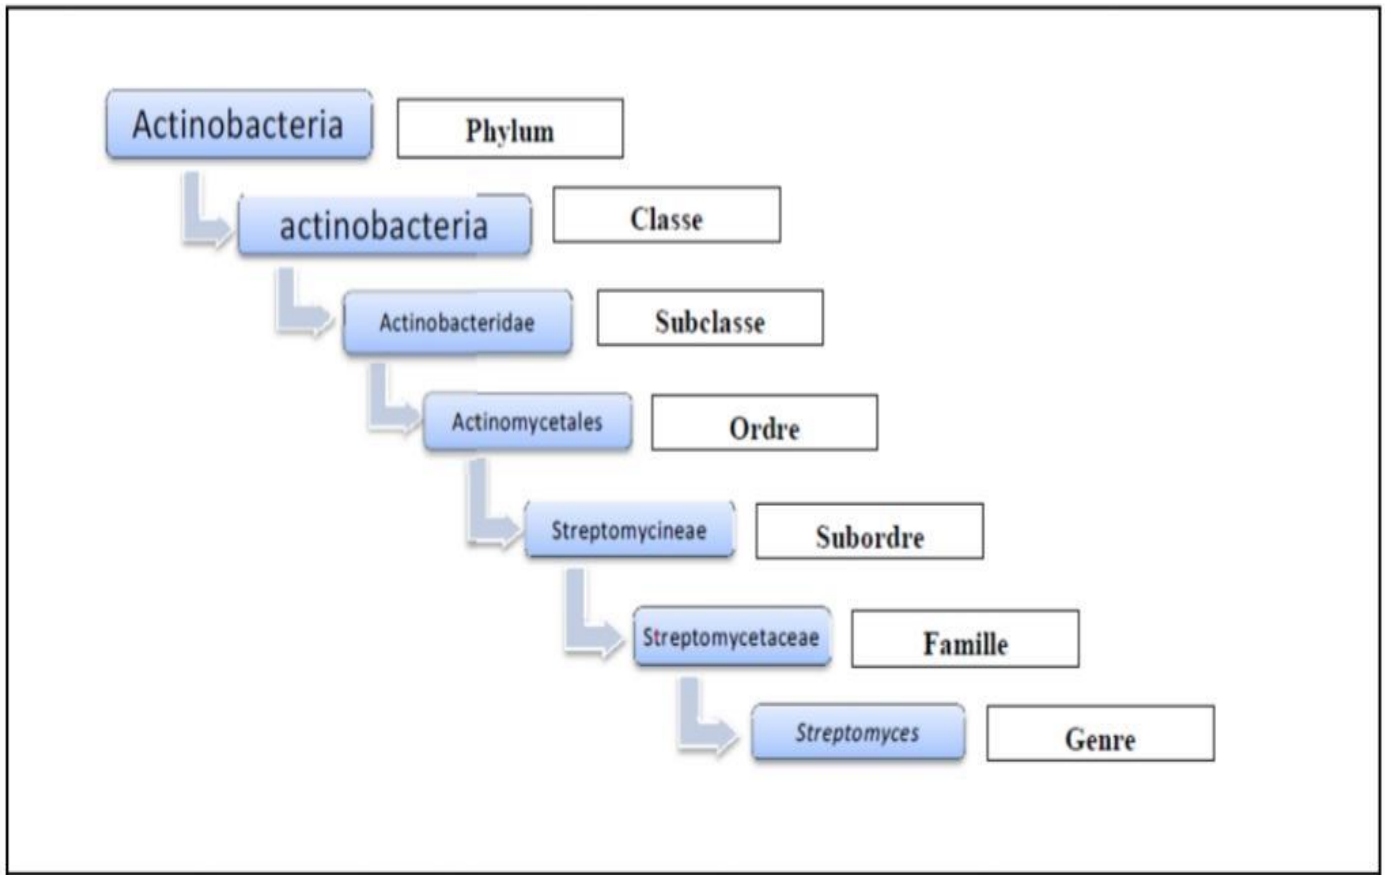 Actinobacteria Phylum
actinobacteria Classe
Actinobacteridae Subclasse
Actinomycetales Ordre
Streptomycineae Subordre
Streptomycetaceae Famille
Streptomyces Genre